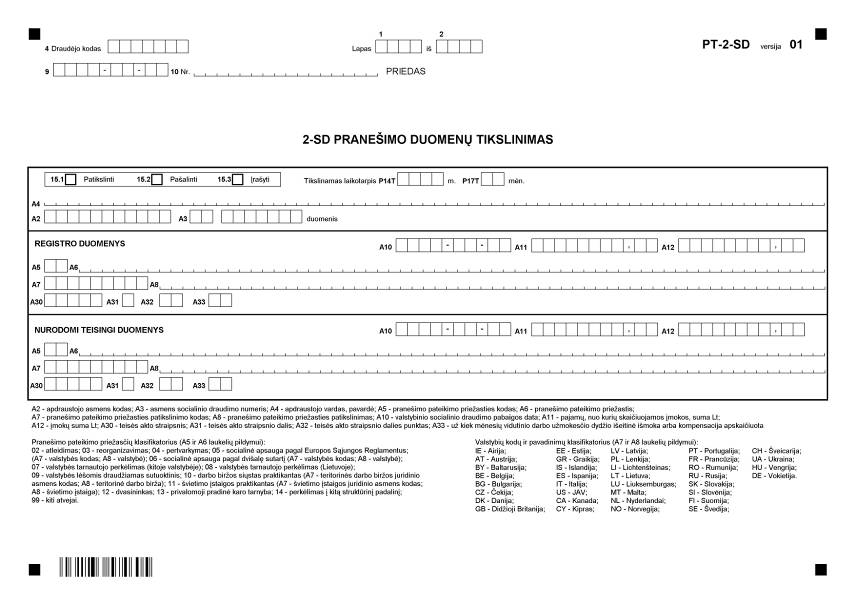 1 2
4 Draudėjo kodas Lapas iš PT-2-SD versija 01
9 - - 10 Nr. PRIEDAS
2-SD PRANEŠIMO DUOMENŲ TIKSLINIMAS
15.1 Patikslinti 15.2 Pašalinti 15.3 Įrašyti Tikslinamas laikotarpis P14T m. P17T mėn.
A4
A2 A3 duomenis
REGISTRO DUOMENYS A10 - - A11 , A12 ,
A5 A6
A7 A8
A30 A31 A32 A33
NURODOMI TEISINGI DUOMENYS A10 - - A11 , A12 ,
A5 A6
A7 A8
A30 A31 A32 A33
A2 - apdraustojo asmens kodas; A3 - asmens socialinio draudimo numeris; A4 - apdraustojo vardas, pavardė; A5 - pranešimo pateikimo priežasties kodas; A6 - pranešimo pateikimo priežastis;
A7 - pranešimo pateikimo priežasties patikslinimo kodas; A8 - pranešimo pateikimo priežasties patikslinimas; A10 - valstybinio socialinio draudimo pabaigos data; A11 - pajamų, nuo kurių skaičiuojamos įmokos, suma Lt;
A12 - įmokų suma Lt; A30 - teisės akto straipsnis; A31 - teisės akto straipsnio dalis; A32 - teisės akto straipsnio dalies punktas; A33 - už kiek mėnesių vidutinio darbo užmokesčio dydžio išeitinė išmoka arba kompensacija apskaičiuota
Pranešimo pateikimo priežasčių klasifikatorius (A5 ir A6 laukelių pildymui):
02 - atleidimas; 03 - reorganizavimas; 04 - pertvarkymas; 05 - socialinė apsauga pagal Europos Sąjungos Reglamentus,
(A7 - valstybės kodas; A8 - valstybė); 06 - socialinė apsauga pagal dvišalę sutartį (A7 - valstybės kodas; A8 - valstybė);
07 - valstybės tarnautojo perkėlimas (kitoje valstybėje); 08 - valstybės tarnautojo perkėlimas (Lietuvoje);
09 - valstybės lėšomis draudžiamas sutuoktinis; 10 - darbo biržos siųstas praktikantas (A7 - teritorinės darbo biržos juridinio
asmens kodas; A8 - teritorinė darbo birža); 11 - švietimo įstaigos praktikantas (A7 - švietimo įstaigos juridinio asmens kodas;
A8 - švietimo įstaiga); 12 - dvasininkas; 13 - privalomoji pradinė karo tarnyba; 14 - perkėlimas į kitą struktūrinį padalinį;
99 - kiti atvejai.
Valstybių kodų ir pavadinimų klasifikatorius (A7 ir A8 laukelių pildymui):
IE - Airija; EE - Estija; LV - Latvija; PT - Portugalija; CH - Šveicarija;
AT - Austrija; GR - Graikija; PL - Lenkija; FR - Prancūzija; UA - Ukraina;
BY - Baltarusija; IS - Islandija; LI - Lichtenšteinas; RO - Rumunija; HU - Vengrija;
BE - Belgija; ES - Ispanija; LT - Lietuva; RU - Rusija; DE - Vokietija.
BG - Bulgarija; IT - Italija; LU - Liuksemburgas; SK - Slovakija;
CZ - Čekija; US - JAV; MT - Malta; SI - Slovėnija;
DK - Danija; CA - Kanada; NL - Nyderlandai; FI - Suomija;
GB - Didžioji Britanija; CY - Kipras; NO - Norvegija; SE - Švedija;